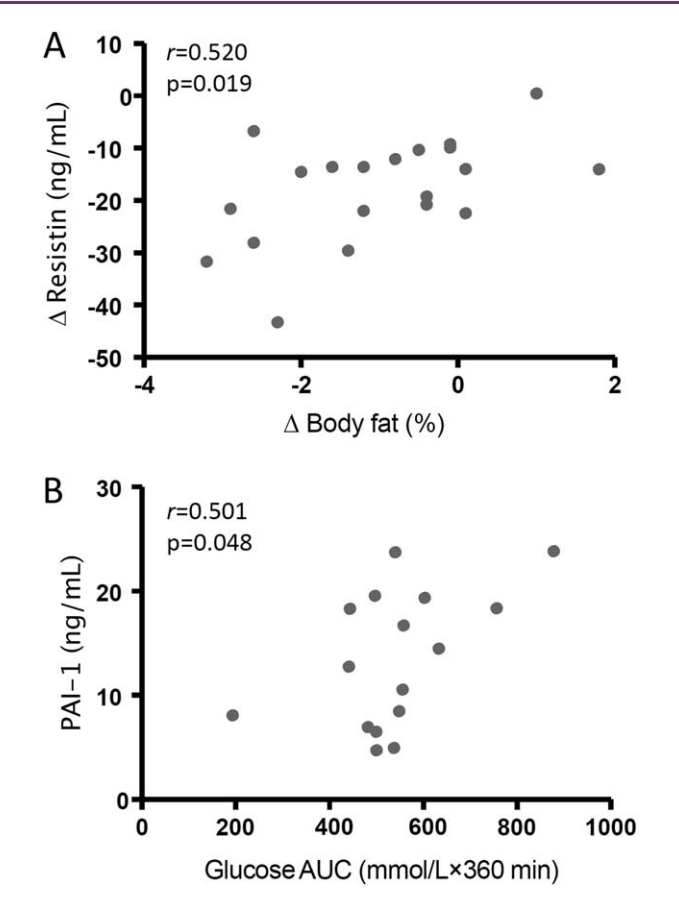 A
r=0.520
p=0.019
Δ Resistin (ng/mL)
10
0
-10
-20
-30
-40
-50
-4 -2 0 2
Δ Body fat (%)
B
r=0.501
p=0.048
PAI-1 (ng/mL)
30
20
10
0
0 200 400 600 800 1000
Glucose AUC (mmol/L×360 min)